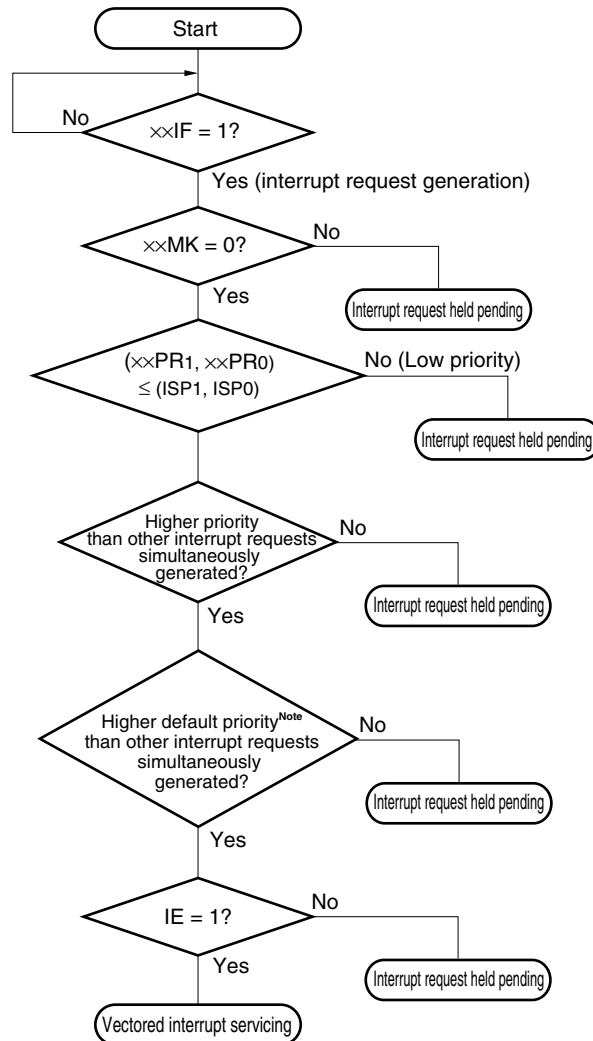 Start
No
××IF = 1?
Yes (interrupt request generation)
No
××MK = 0?
Yes
Interrupt request held pending
(××PR1, ××PR0)
≤ (ISP1, ISP0)
No (Low priority)
Interrupt request held pending
Higher priority
than other interrupt requests
simultaneously
generated?
No
Interrupt request held pending
Yes
Higher default priorityNote
than other interrupt requests
simultaneously
generated?
No
Interrupt request held pending
Yes
IE = 1?
No
Yes
Interrupt request held pending
Vectored interrupt servicing